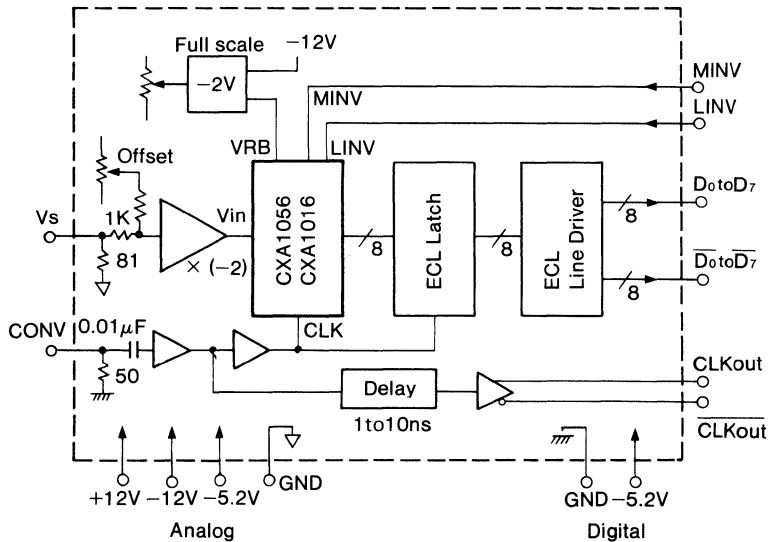 Full scale
−12V
−2V
MINV
MINV
LINV
VRB
LINV
Offset
Vs
1K
81
Vin
× (−2)
CXA1056
CXA1016
8
ECL Latch
8
ECL
Line Driver
D₀toD₇
8
D̅₀̅toD̅₇̅
8
CONV
0.01μF
50
CLK
Delay
1to10ns
CLKout
C̅L̅K̅o̅u̅t̅
+12V
−12V
−5.2V
GND
GND
−5.2V
Analog
Digital